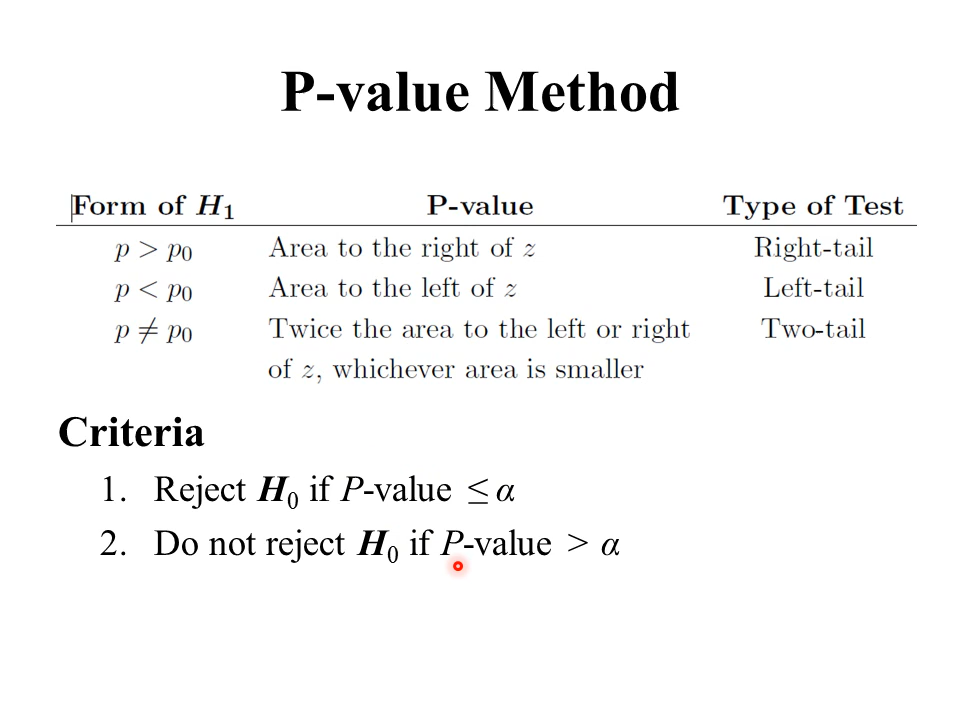 P-value Method
Form of H₁ P-value Type of Test
p > p₀ Area to the right of z Right-tail
p < p₀ Area to the left of z Left-tail
p ≠ p₀ Twice the area to the left or right Two-tail
of z, whichever area is smaller
Criteria
1. Reject H₀ if P-value ≤ α
2. Do not reject H₀ if P-value > α